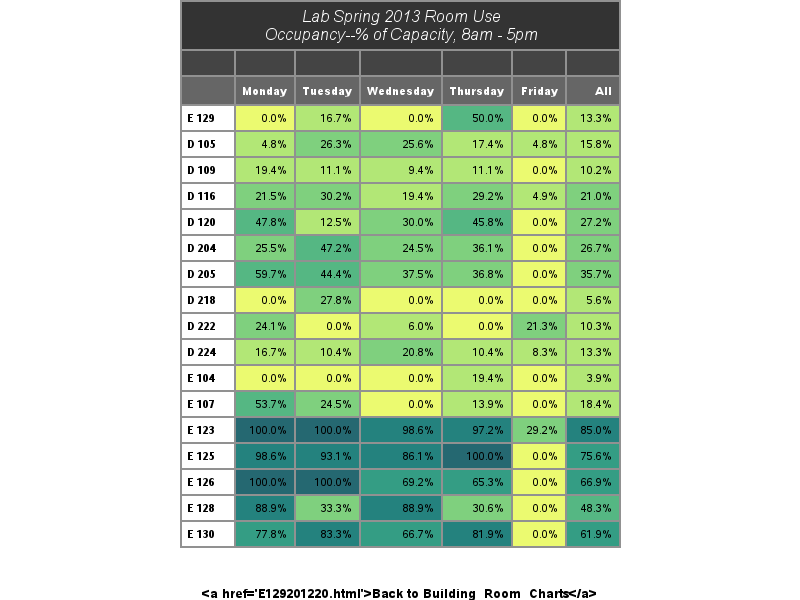 Lab Spring 2013 Room Use
Occupancy--% of Capacity, 8am - 5pm
Monday Tuesday Wednesday Thursday Friday All
E 129 0.0% 16.7% 0.0% 50.0% 0.0% 13.3%
D 105 4.8% 26.3% 25.6% 17.4% 4.8% 15.8%
D 109 19.4% 11.1% 9.4% 11.1% 0.0% 10.2%
D 116 21.5% 30.2% 19.4% 29.2% 4.9% 21.0%
D 120 47.8% 12.5% 30.0% 45.8% 0.0% 27.2%
D 204 25.5% 47.2% 24.5% 36.1% 0.0% 26.7%
D 205 59.7% 44.4% 37.5% 36.8% 0.0% 35.7%
D 218 0.0% 27.8% 0.0% 0.0% 0.0% 5.6%
D 222 24.1% 0.0% 6.0% 0.0% 21.3% 10.3%
D 224 16.7% 10.4% 20.8% 10.4% 8.3% 13.3%
E 104 0.0% 0.0% 0.0% 19.4% 0.0% 3.9%
E 107 53.7% 24.5% 0.0% 13.9% 0.0% 18.4%
E 123 100.0% 100.0% 98.6% 97.2% 29.2% 85.0%
E 125 98.6% 93.1% 86.1% 100.0% 0.0% 75.6%
E 126 100.0% 100.0% 69.2% 65.3% 0.0% 66.9%
E 128 88.9% 33.3% 88.9% 30.6% 0.0% 48.3%
E 130 77.8% 83.3% 66.7% 81.9% 0.0% 61.9%
<a href='E129201220.html'>Back to Building_Room_Charts</a>